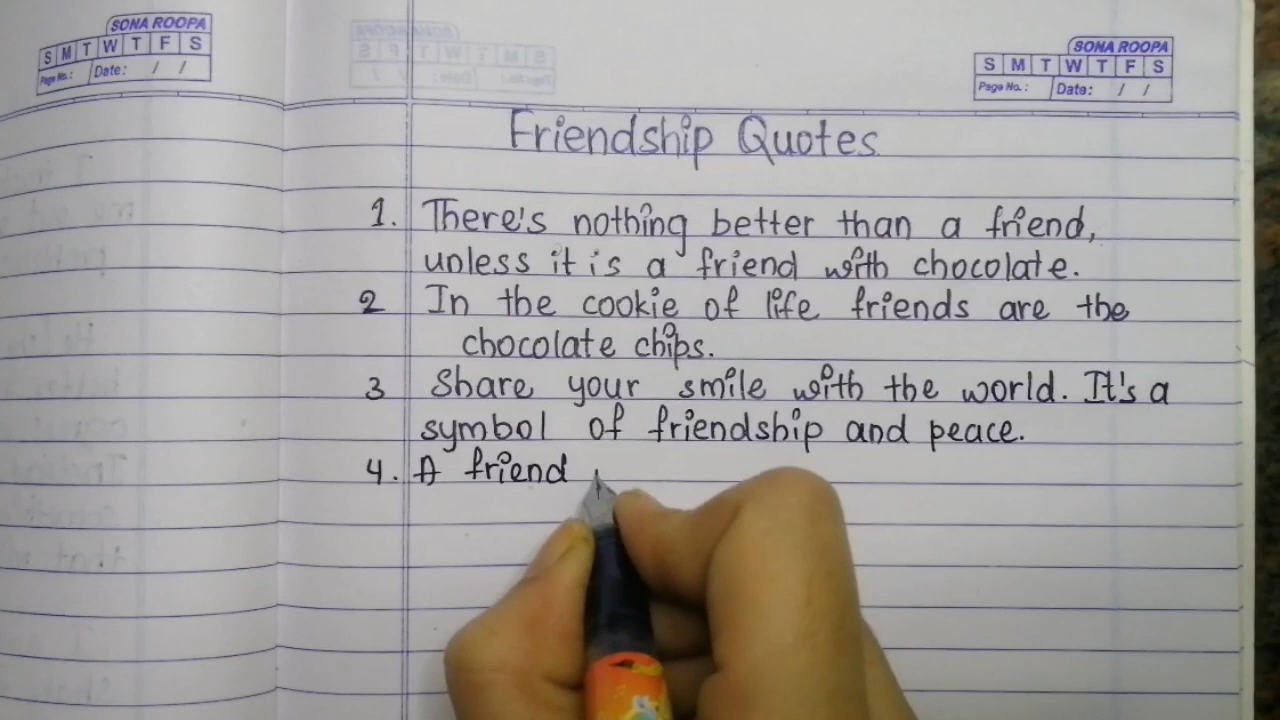 SONA ROOPA
S M T W T F S
Page No.: Date: / /
SONA ROOPA
S M T W T F S
Page No.: Date: / /
Friendship Quotes
1. There's nothing better than a friend,
unless it is a friend with chocolate.
2 In the cookie of life friends are the
chocolate chips.
3 Share your smile with the world. It's a
symbol of friendship and peace.
4. A friend